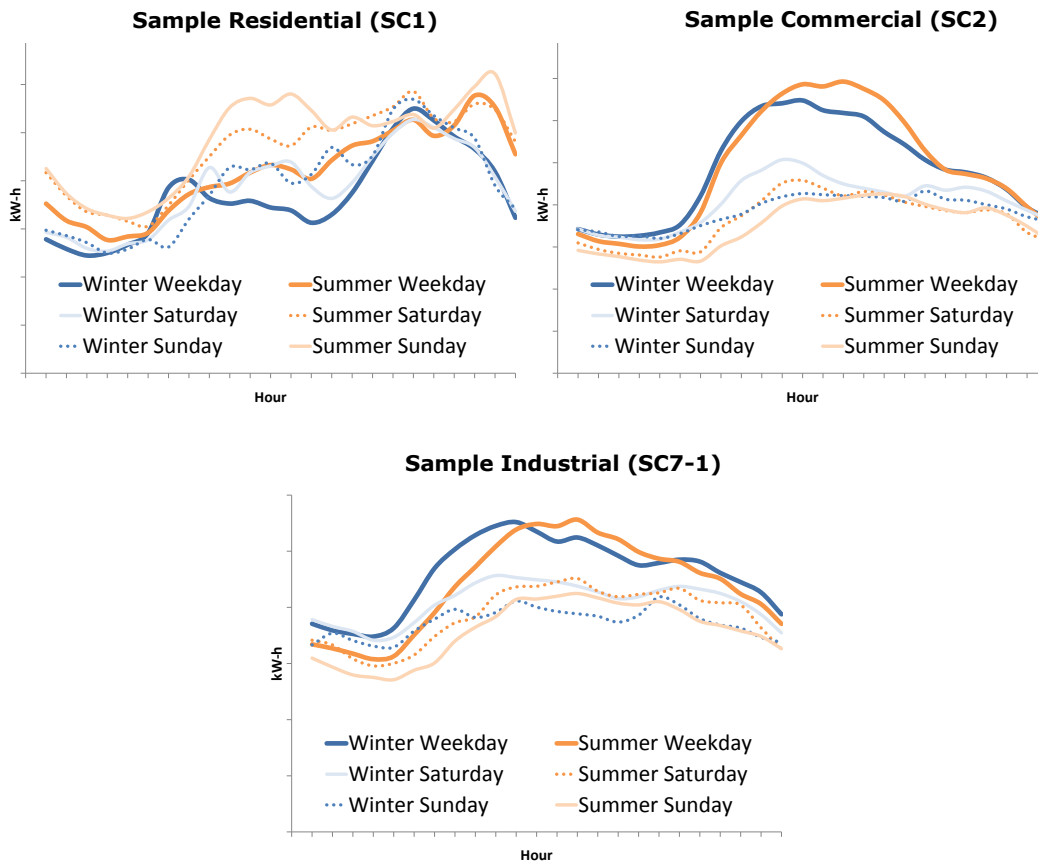 Sample Residential (SC1)
kW-h
Winter Weekday
Summer Weekday
Winter Saturday
Summer Saturday
Winter Sunday
Summer Sunday
Hour
Sample Commercial (SC2)
kW-h
Winter Weekday
Summer Weekday
Winter Saturday
Summer Saturday
Winter Sunday
Summer Sunday
Hour
Sample Industrial (SC7-1)
kW-h
Winter Weekday
Summer Weekday
Winter Saturday
Summer Saturday
Winter Sunday
Summer Sunday
Hour